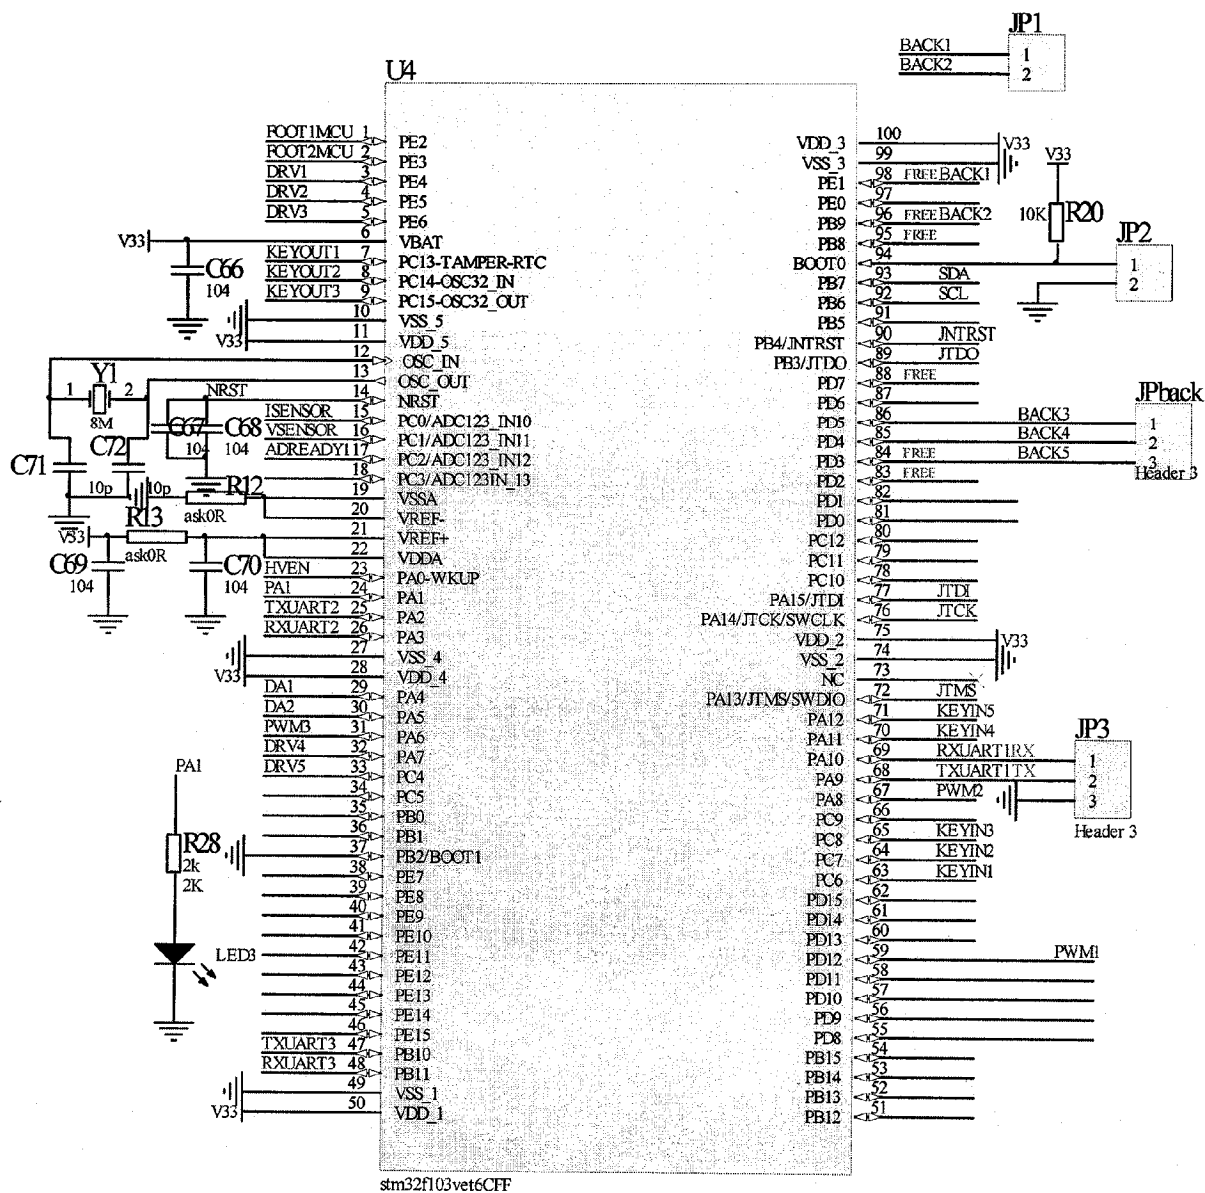 JP1
BACK1 1
BACK2 2
U4
FOOT1MCU 1 PE2
FOOT2MCU 2 PE3
DRV1 3 PE4
DRV2 4 PE5
DRV3 5 PE6
V33 6 VBAT
KEYOUT1 7 PC13-TAMPER-RTC
KEYOUT2 8 PC14-OSC32_IN
KEYOUT3 9 PC15-OSC32_OUT
C66
104
10 VSS_5
V33 11 VDD_5
12 OSC_IN
13 OSC_OUT
1 Y1 2
8M
NRST 14 NRST
ISENSOR 15 PC0/ADC123_IN10
VSENSOR 16 PC1/ADC123_IN11
ADREADY1 17 PC2/ADC123_IN12
18 PC3/ADC123IN_13
C67 C68
104 104
C71 C72
10p 10p
R12
ask0R
19 VSSA
20 VREF-
R13
V33
ask0R
21 VREF+
22 VDDA
C69 C70
104 104
HVEN 23 PA0-WKUP
PA1 24 PA1
TXUART2 25 PA2
RXUART2 26 PA3
27 VSS_4
V33 28 VDD_4
DA1 29 PA4
DA2 30 PA5
PWM3 31 PA6
DRV4 32 PA7
DRV5 33 PC4
34 PC5
35 PB0
36 PB1
37 PB2/BOOT1
38 PE7
39 PE8
40 PE9
41 PE10
42 PE11
43 PE12
44 PE13
45 PE14
46 PE15
TXUART3 47 PB10
RXUART3 48 PB11
49 VSS_1
V33 50 VDD_1
PA1
R28
2k
2K
LED3
VDD_3 100 V33
VSS_3 99
PE1 98 FREE BACK1
PE0 97
PB9 96 FREE BACK2
PB8 95 FREE
BOOT0 94
PB7 93 SDA
PB6 92 SCL
PB5 91
PB4/JNTRST 90 JNTRST
PB3/JTDO 89 JTDO
PD7 88 FREE
PD6 87
PD5 86 BACK3
PD4 85 BACK4
PD3 84 FREE BACK5
PD2 83 FREE
PD1 82
PD0 81
PC12 80
PC11 79
PC10 78
PA15/JTDI 77 JTDI
PA14/JTCK/SWCLK 76 JTCK
VDD_2 75 V33
VSS_2 74
NC 73
PA13/JTMS/SWDIO 72 JTMS
PA12 71 KEYIN5
PA11 70 KEYIN4
PA10 69 RXUART1RX
PA9 68 TXUART1TX
PA8 67 PWM2
PC9 66
PC8 65 KEYIN3
PC7 64 KEYIN2
PC6 63 KEYIN1
PD15 62
PD14 61
PD13 60
PD12 59 PWM1
PD11 58
PD10 57
PD9 56
PD8 55
PB15 54
PB14 53
PB13 52
PB12 51
V33
10K R20
JP2
1
2
JPback
1
2
3
Header 3
JP3
1
2
3
Header 3
stm32f103vet6CFF